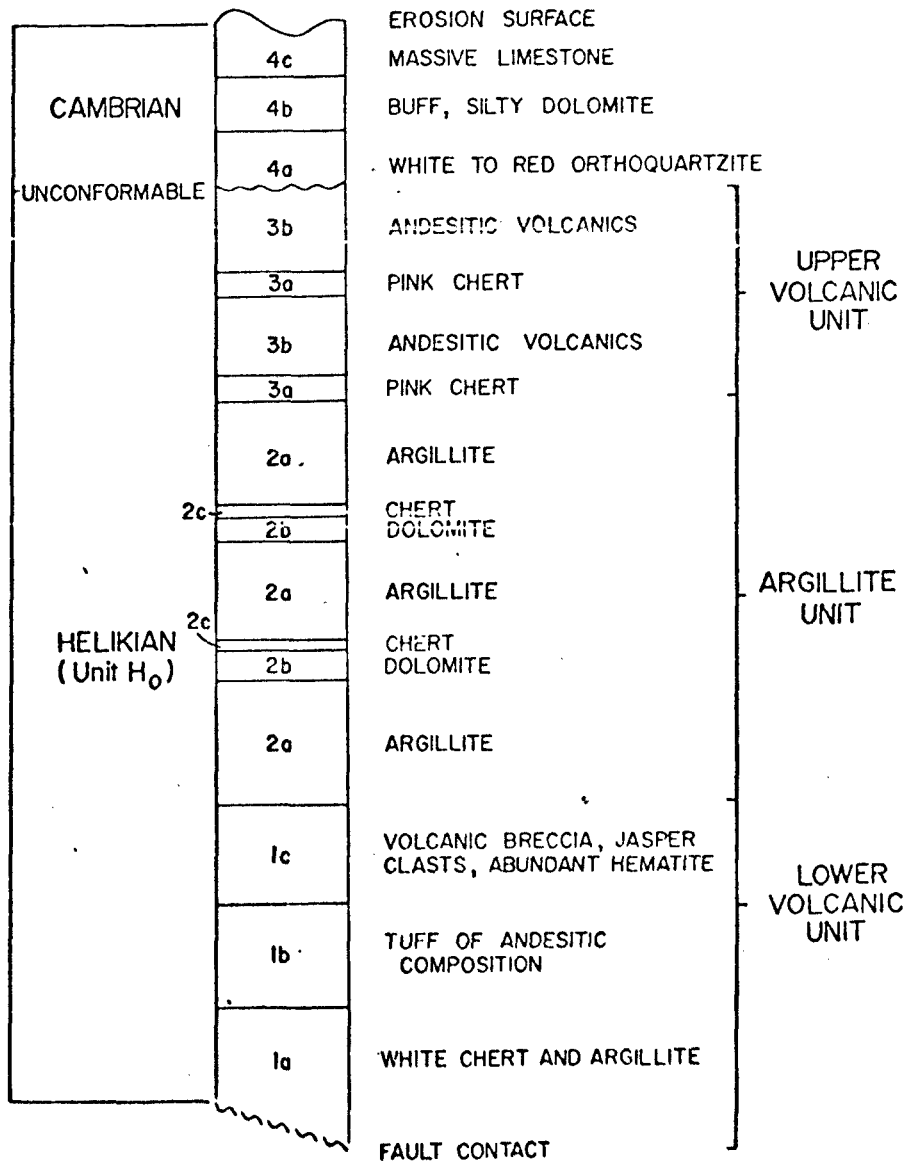 EROSION SURFACE
4c MASSIVE LIMESTONE
CAMBRIAN 4b BUFF, SILTY DOLOMITE
4a WHITE TO RED ORTHOQUARTZITE
UNCONFORMABLE
3b ANDESITIC VOLCANICS
UPPER
VOLCANIC
UNIT
3a PINK CHERT
3b ANDESITIC VOLCANICS
3a PINK CHERT
2a ARGILLITE
2c CHERT
2b DOLOMITE
2a ARGILLITE
ARGILLITE
UNIT
2c CHERT
2b DOLOMITE
HELIKIAN
(Unit Ho)
2a ARGILLITE
1c VOLCANIC BRECCIA, JASPER
CLASTS, ABUNDANT HEMATITE
LOWER
VOLCANIC
UNIT
1b TUFF OF ANDESITIC
COMPOSITION
1a WHITE CHERT AND ARGILLITE
FAULT CONTACT